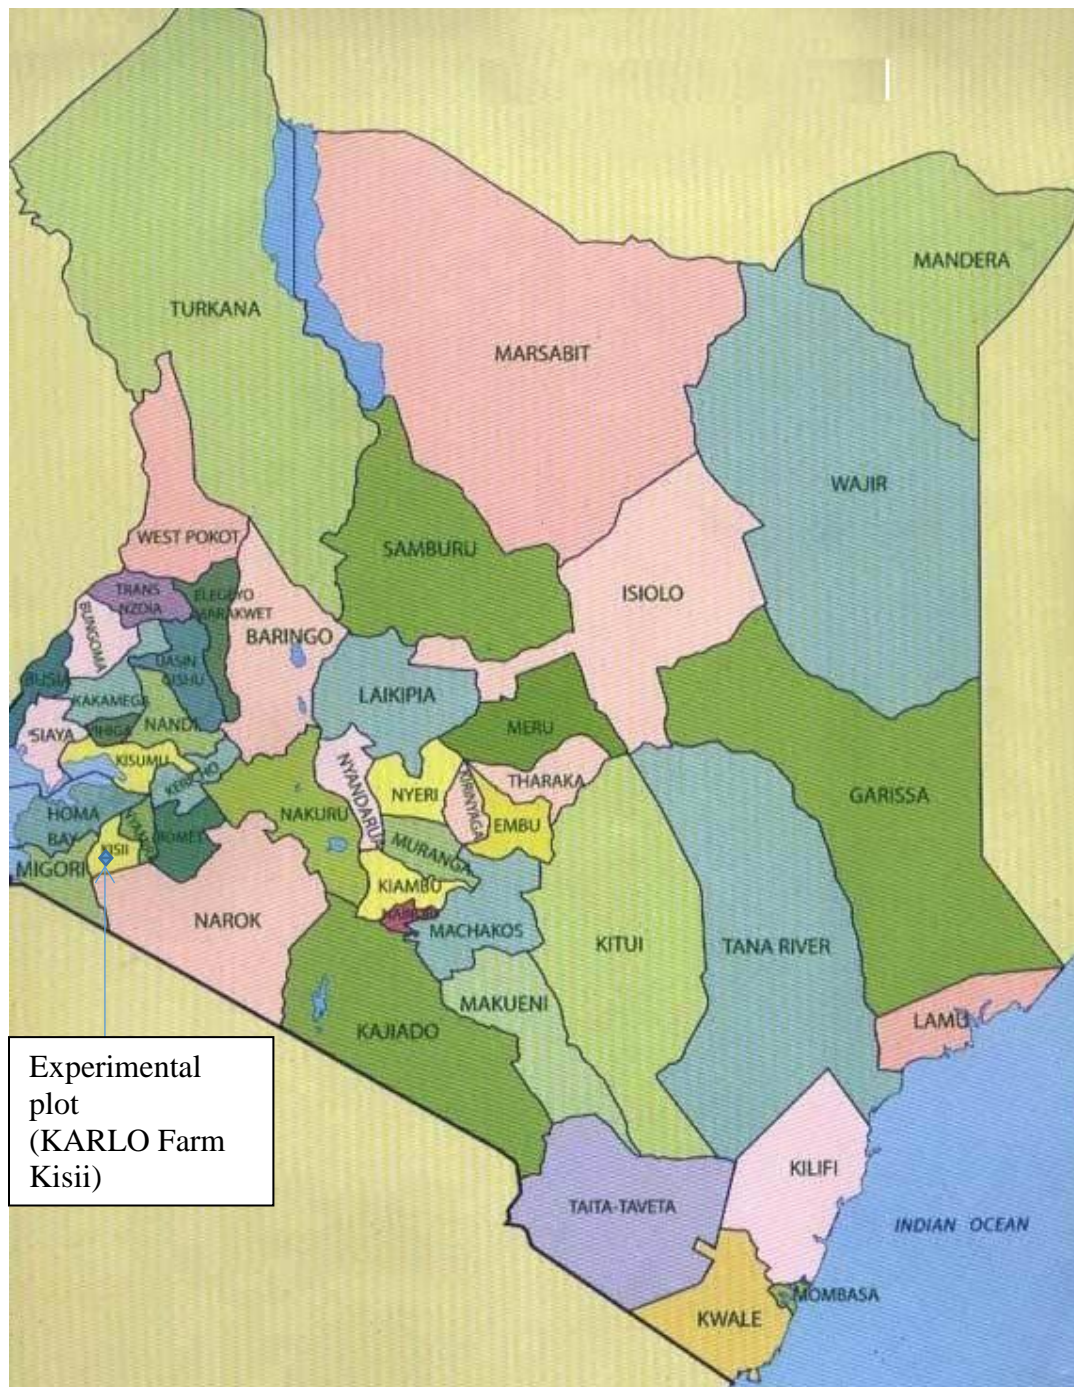 MANDERA
TURKANA
MARSABIT
WAJIR
WEST POKOT
SAMBURU
ISIOLO
TRANS
NZOIA
ELEGEYO
MARAKWET
BUNGOMA
BARINGO
UASIN
GISHU
BUSIA
KAKAMEGA
LAIKIPIA
SIAYA
VIHIGA
NANDI
MERU
KISUMU
KERICHO
NYANDARUA
NYERI
KIRINYAGA
THARAKA
GARISSA
HOMA
BAY
NAKURU
EMBU
BOMET
KISII
MURANGA
MIGORI
KIAMBU
NAIROBI
NAROK
MACHAKOS
KITUI
TANA RIVER
MAKUENI
LAMU
KAJIADO
Experimental
plot
(KARLO Farm
Kisii)
KILIFI
TAITA-TAVETA
INDIAN OCEAN
MOMBASA
KWALE